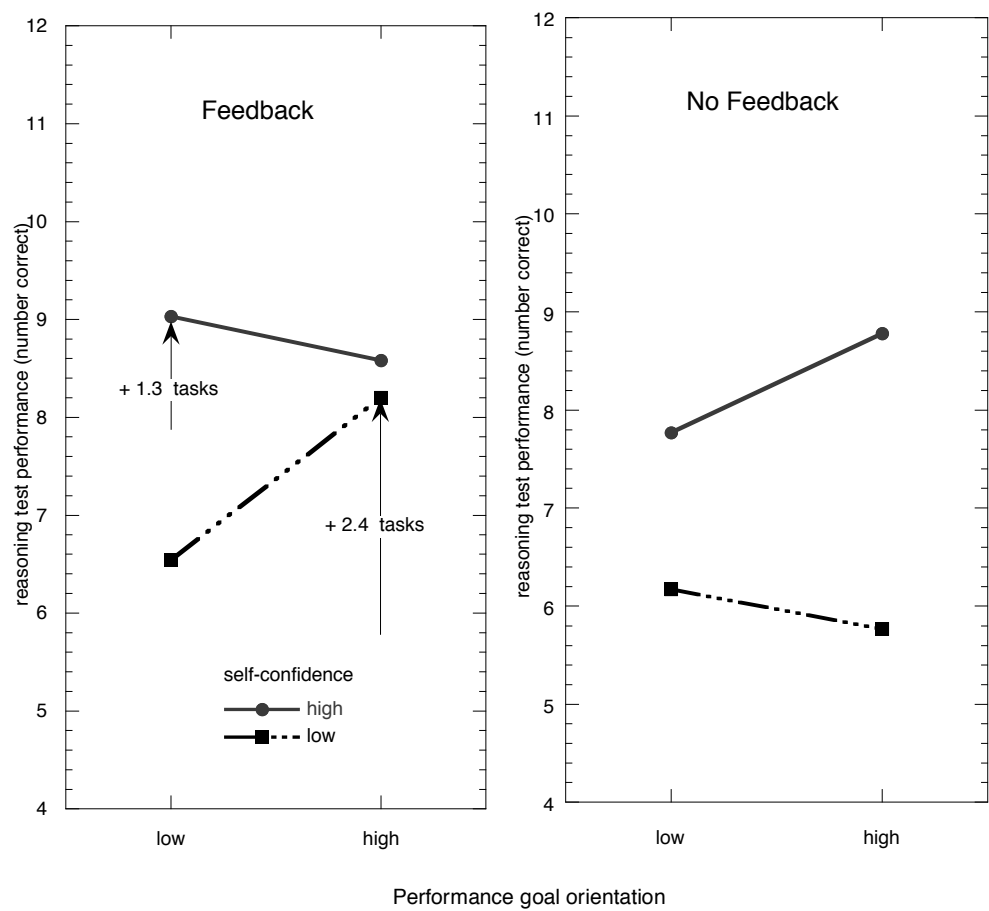 Feedback
reasoning test performance (number correct)
12
11
10
9
8
7
6
5
4
+ 1.3 tasks
+ 2.4 tasks
self-confidence
high
low
low
high
No Feedback
reasoning test performance (number correct)
12
11
10
9
8
7
6
5
4
low
high
Performance goal orientation